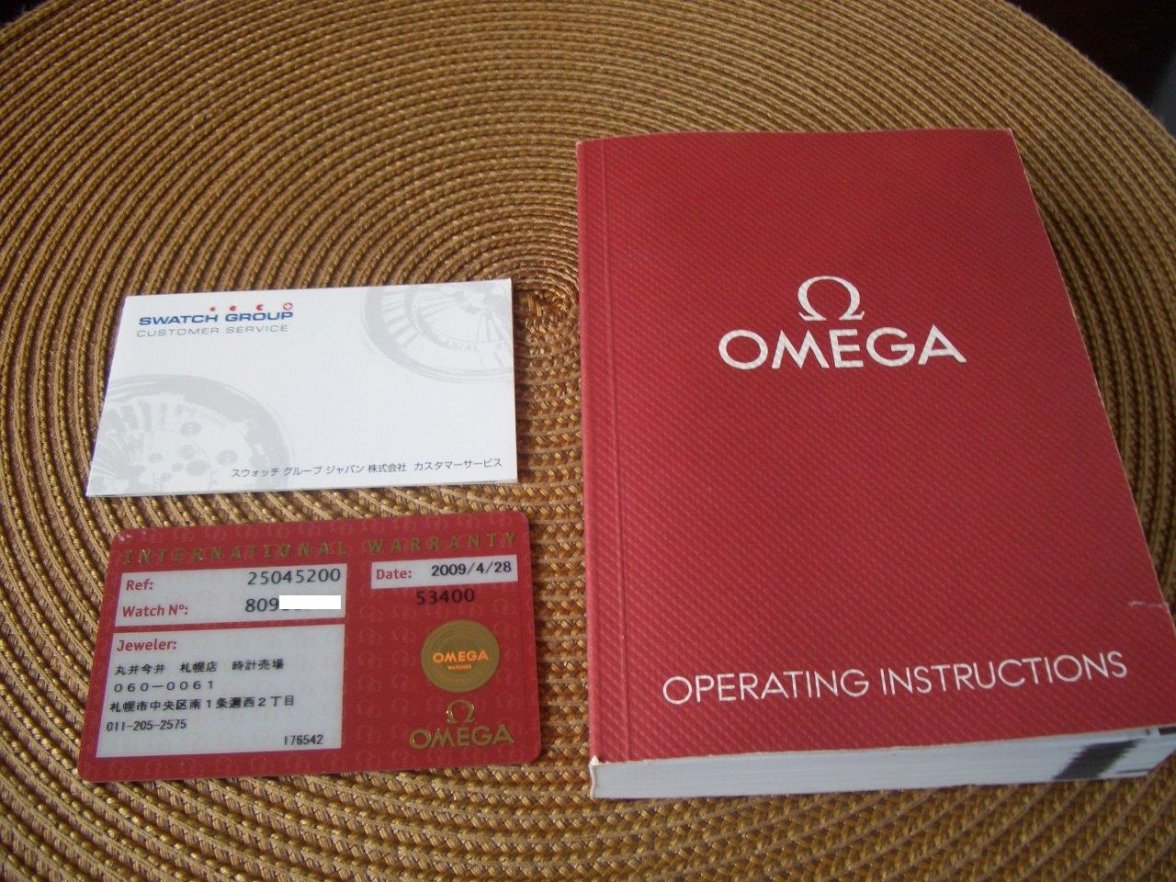 SWATCH GROUP
CUSTOMER SERVICE
スウォッチ グループ ジャパン 株式会社 カスタマーサービス
INTERNATIONAL WARRANTY
Ref: 25045200
Watch Nº: 809
Date: 2009/4/28
53400
Jeweler:
丸井今井 札幌店 時計売場
060-0061
札幌市中央区南1条西2丁目
011-205-2575
176542
OMEGA
WATCHES
Ω
OMEGA
Ω
OMEGA
OPERATING INSTRUCTIONS